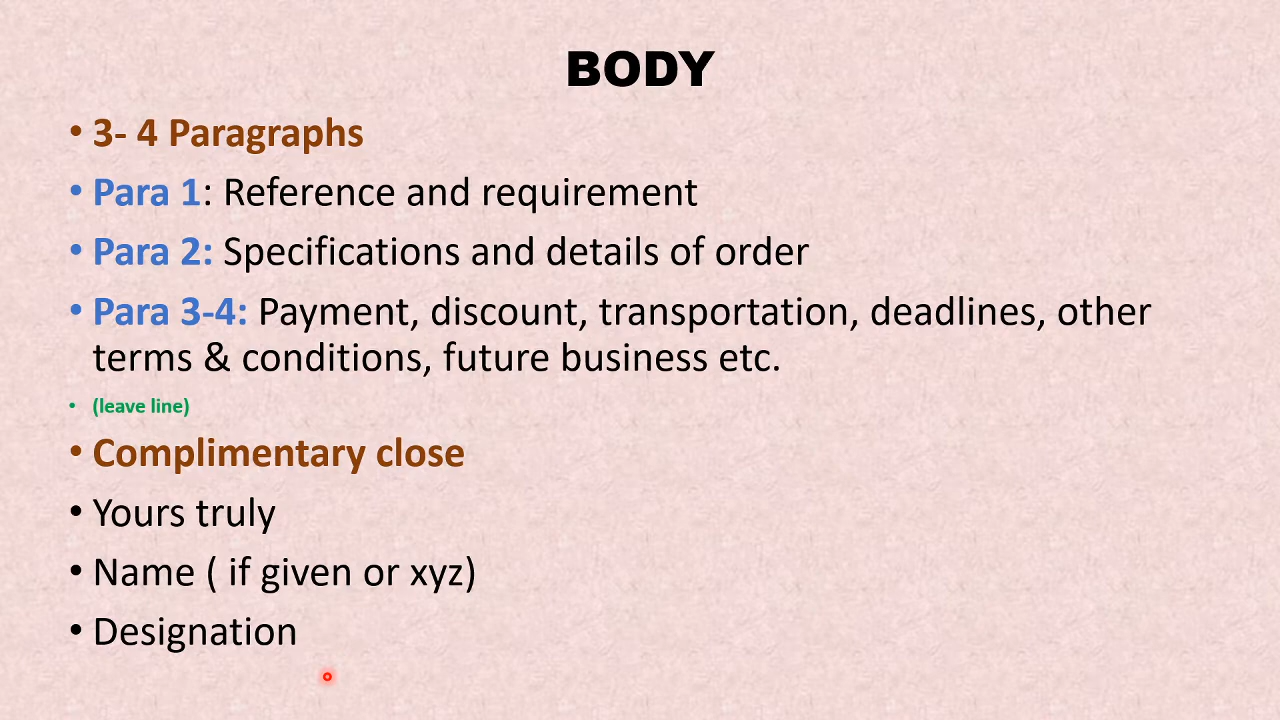 BODY
• 3- 4 Paragraphs
• Para 1: Reference and requirement
• Para 2: Specifications and details of order
• Para 3-4: Payment, discount, transportation, deadlines, other
terms & conditions, future business etc.
• (leave line)
• Complimentary close
• Yours truly
• Name ( if given or xyz)
• Designation